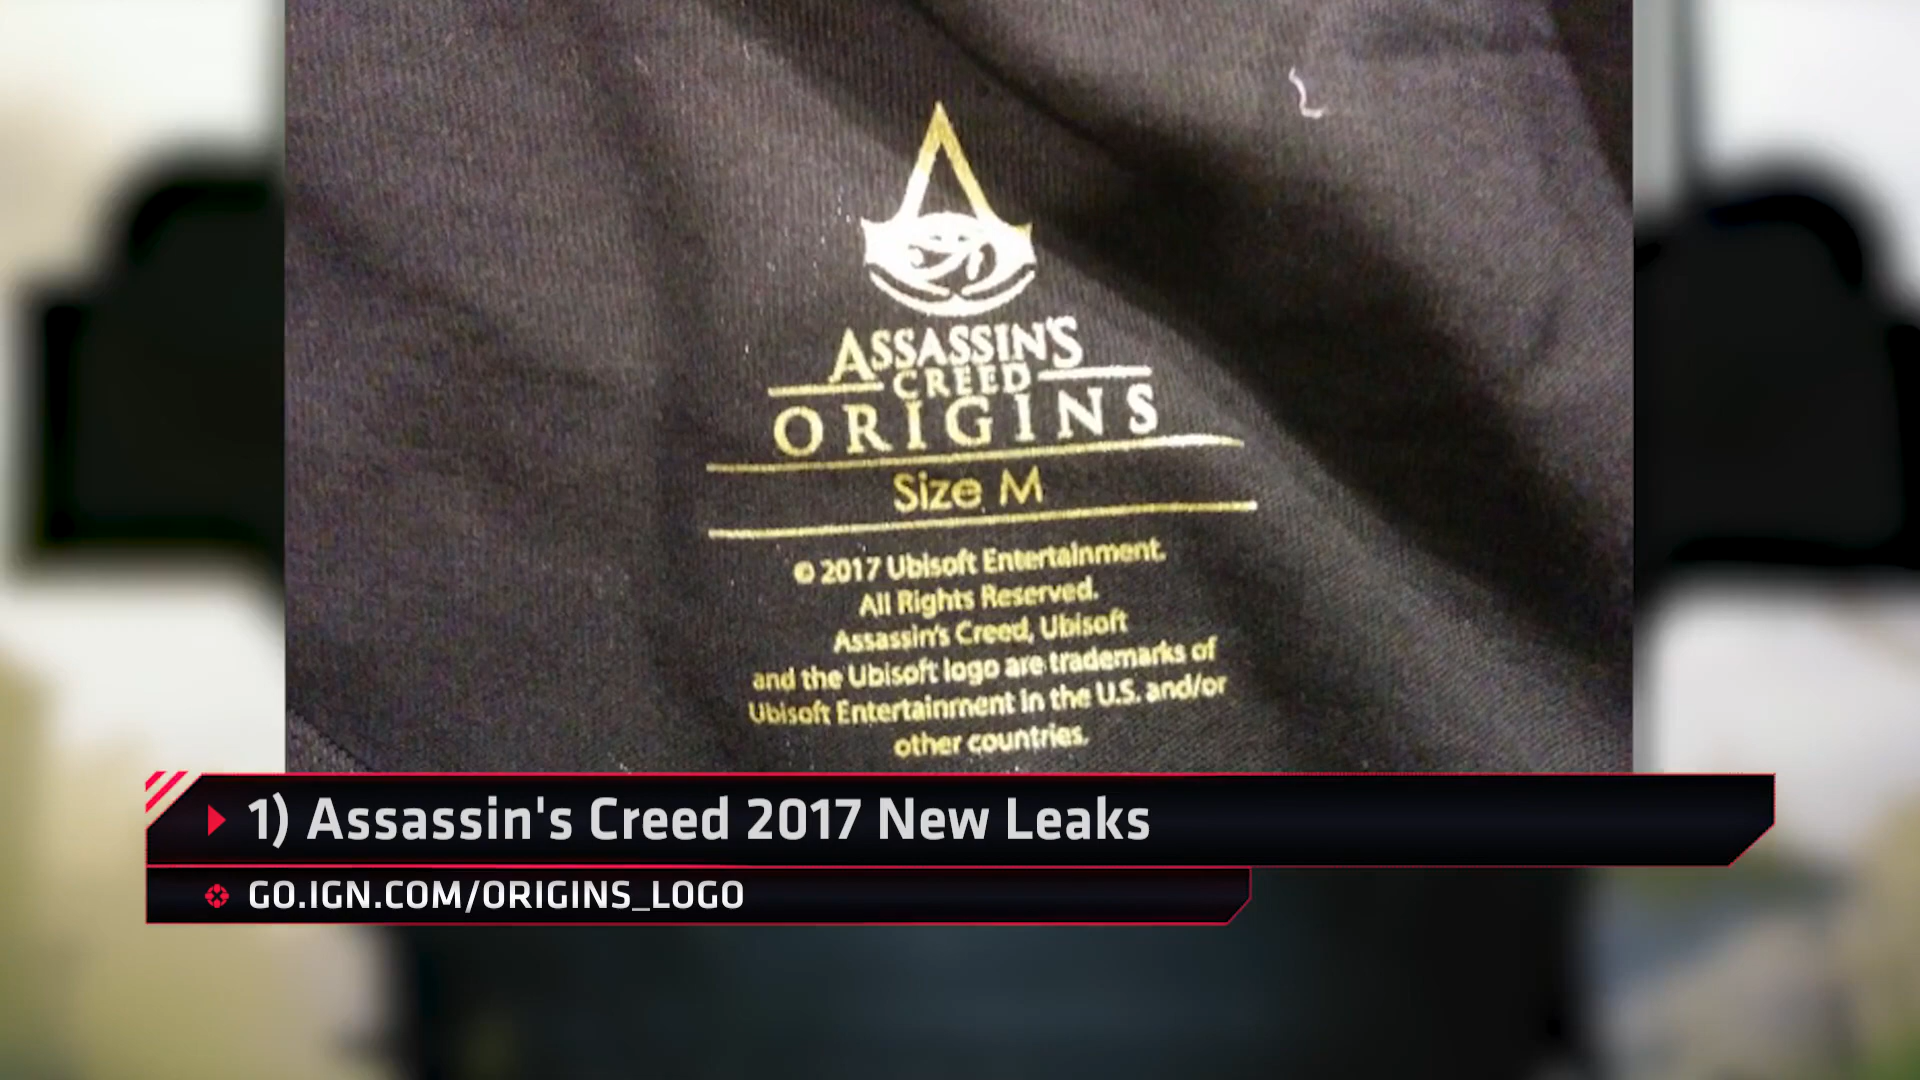 ASSASSIN'S
CREED
ORIGINS
Size M
© 2017 Ubisoft Entertainment.
All Rights Reserved.
Assassin's Creed, Ubisoft
and the Ubisoft logo are trademarks of
Ubisoft Entertainment in the U.S. and/or
other countries.
1) Assassin's Creed 2017 New Leaks
GO.IGN.COM/ORIGINS_LOGO